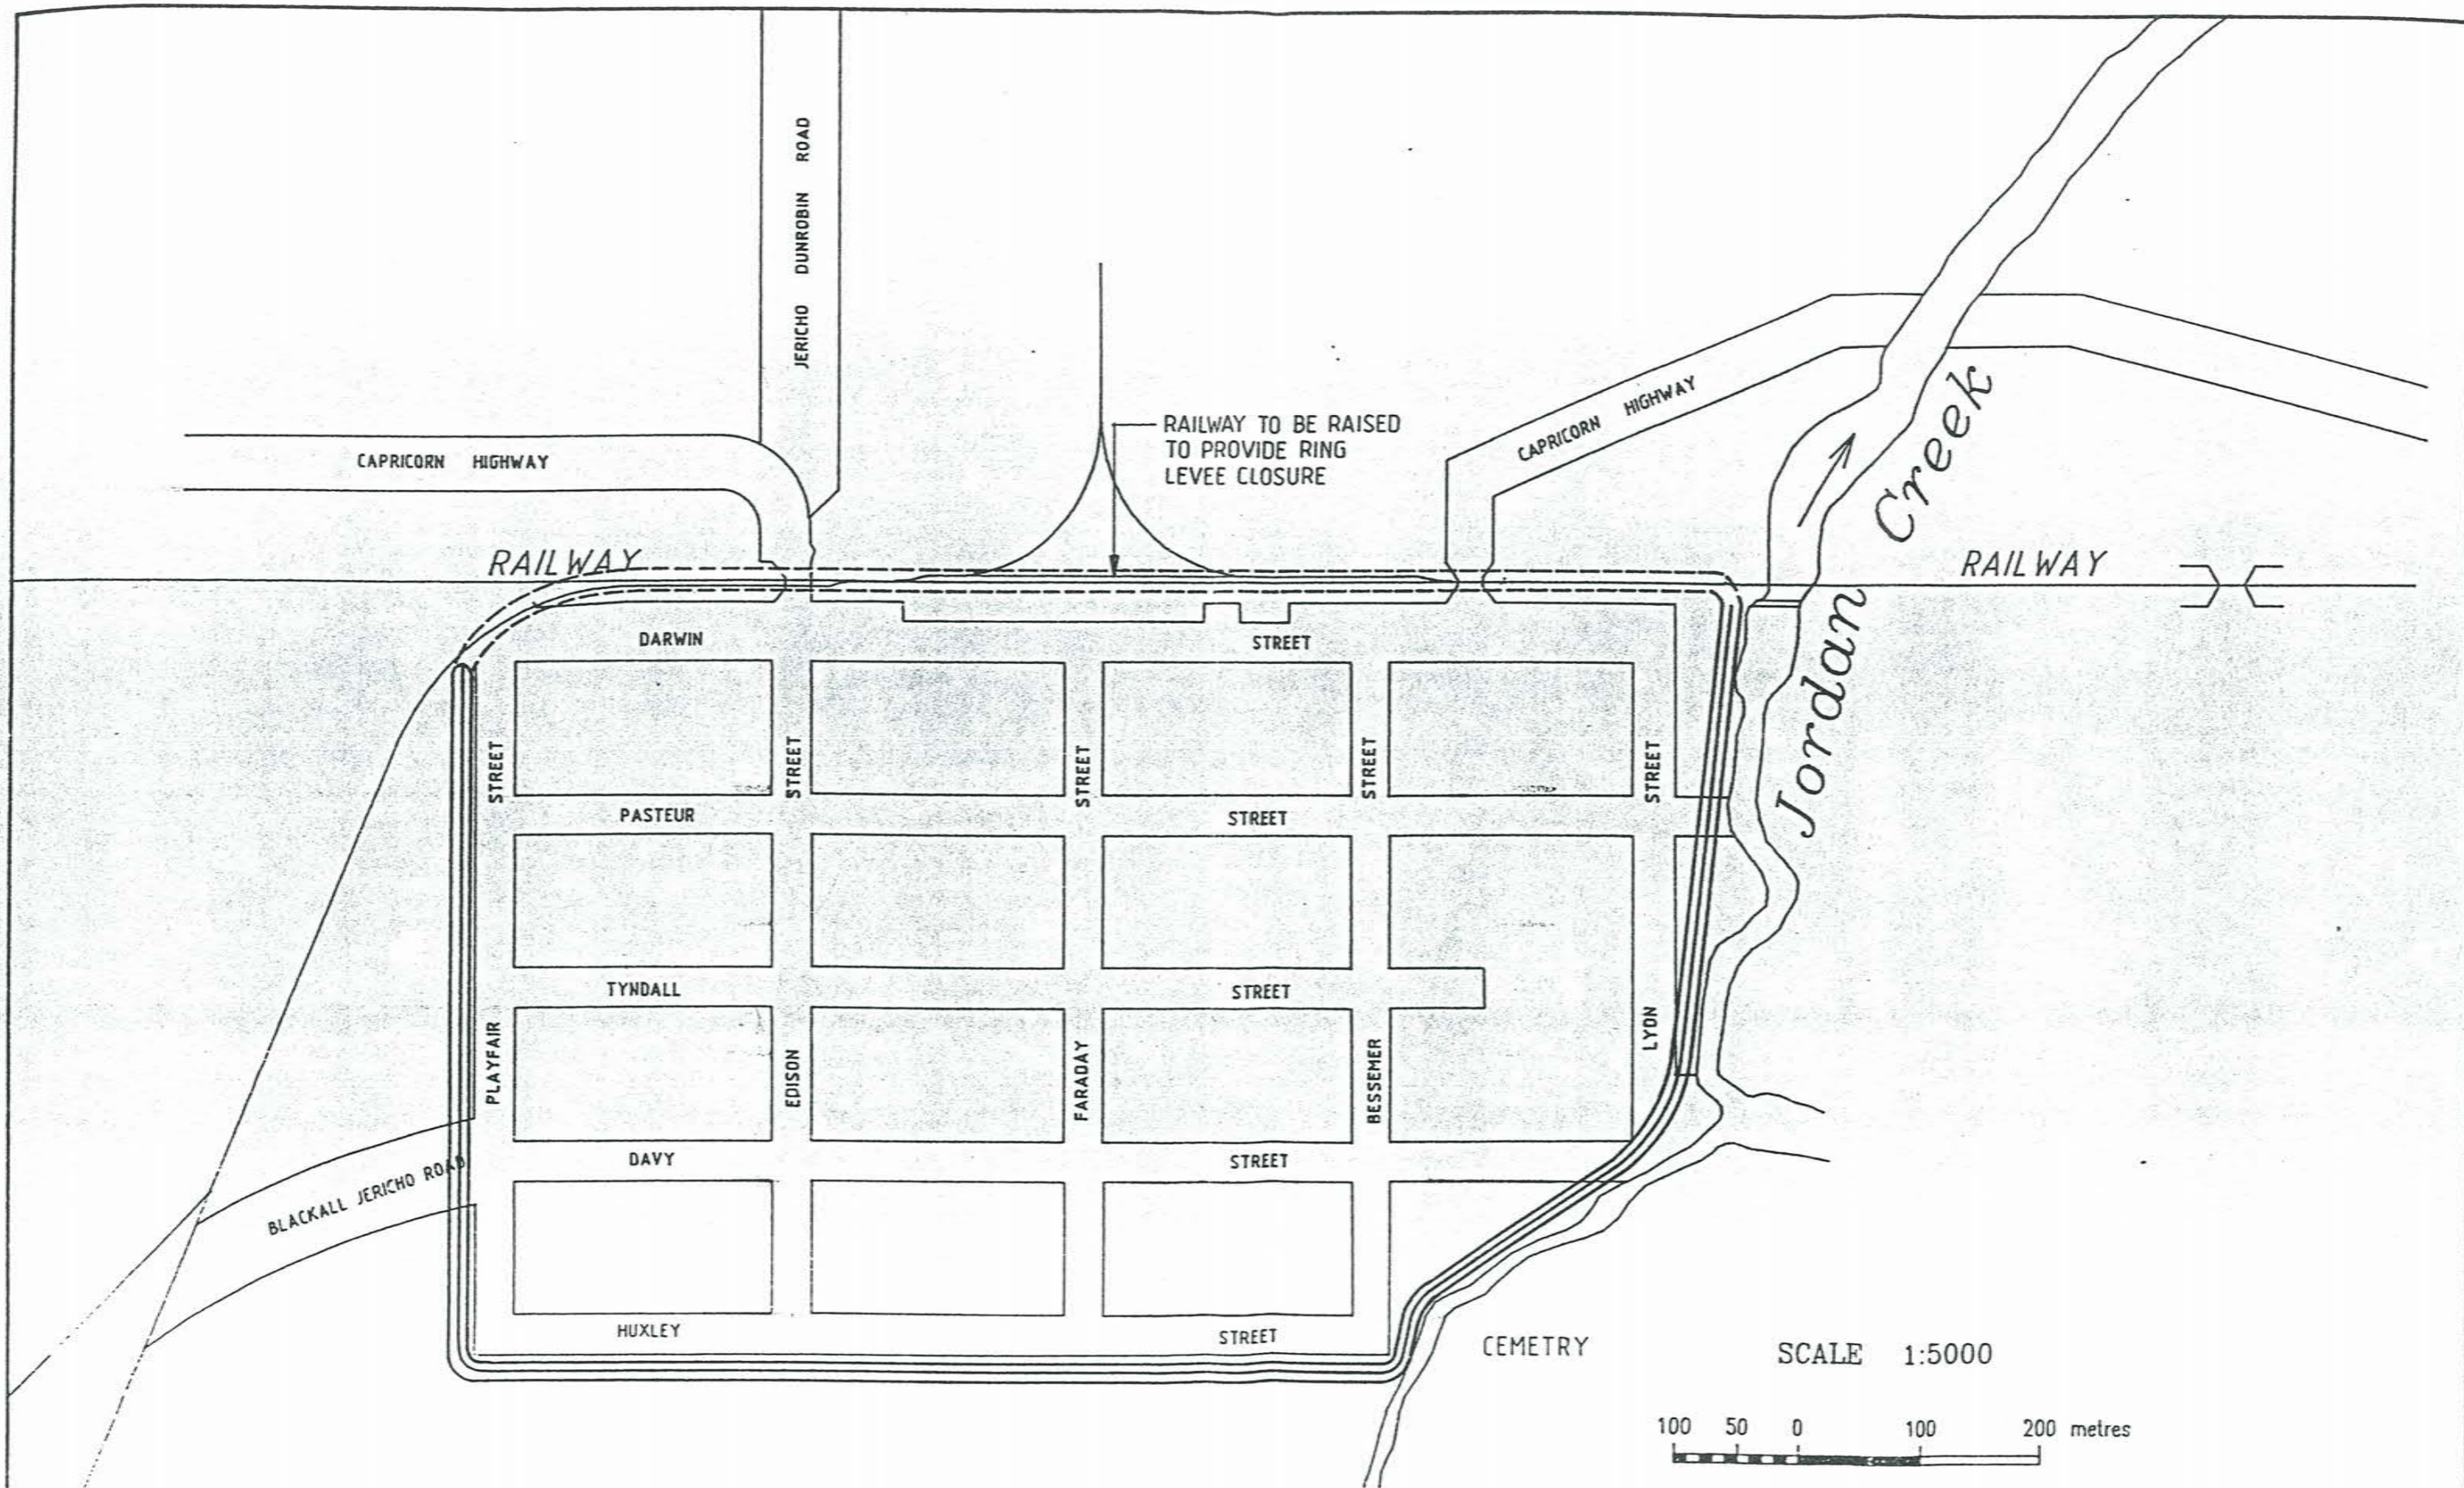 JERICHO DUNROBIN ROAD
CAPRICORN HIGHWAY
RAILWAY TO BE RAISED
TO PROVIDE RING
LEVEE CLOSURE
CAPRICORN HIGHWAY
Jordan Creek
RAILWAY
RAILWAY
DARWIN STREET
PLAYFAIR STREET
EDISON STREET
FARADAY STREET
BESSEMER STREET
LYON STREET
PASTEUR STREET
TYNDALL STREET
DAVY STREET
BLACKALL JERICHO ROAD
HUXLEY STREET
CEMETRY
SCALE 1:5000
100 50 0 100 200 metres